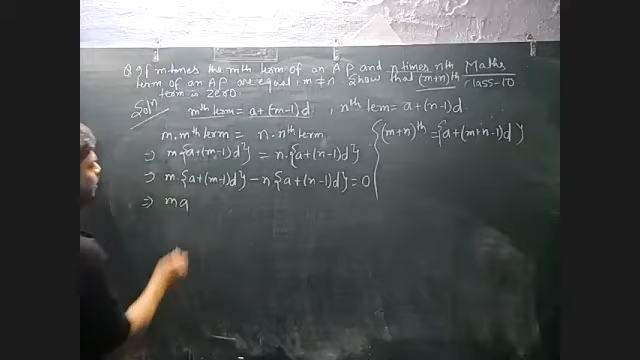 Q If m times the mth term of an AP and n times nth Maths
term of an AP are equal m ≠ n Show that (m+n)th Class-10
term is zero.
Solⁿ mth term = a+(m-1)d , nth term = a+(n-1)d
m. mth term = n. nth term
{(m+n)th = {a+(m+n-1)d}
⇒ m{a+(m-1)d} = n.{a+(n-1)d}
⇒ m.{a+(m-1)d} - n{a+(n-1)d} = 0
⇒ ma